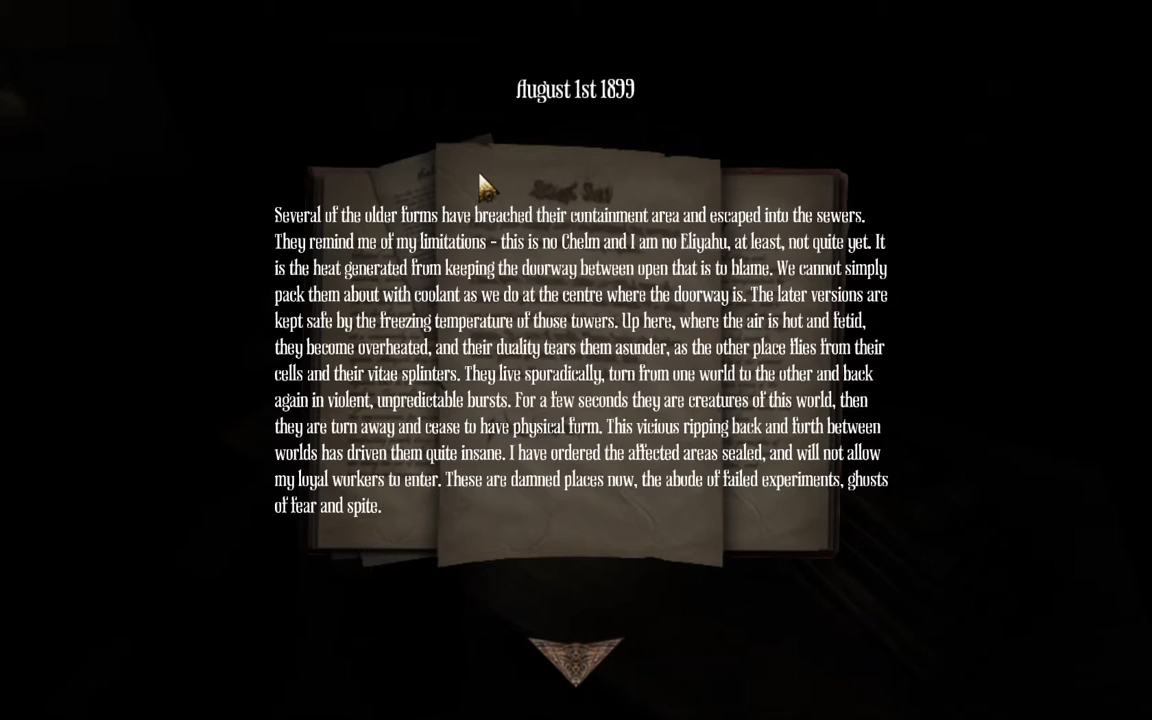 August 1st 1899
Several of the older forms have breached their containment area and escaped into the sewers.
They remind me of my limitations - this is no Chelm and I am no Eliyahu, at least, not quite yet. It
is the heat generated from keeping the doorway between open that is to blame. We cannot simply
pack them about with coolant as we do at the centre where the doorway is. The later versions are
kept safe by the freezing temperature of those towers. Up here, where the air is hot and fetid,
they become overheated, and their duality tears them asunder, as the other place flies from their
cells and their vitae splinters. They live sporadically, torn from one world to the other and back
again in violent, unpredictable bursts. For a few seconds they are creatures of this world, then
they are torn away and cease to have physical form. This vicious ripping back and forth between
worlds has driven them quite insane. I have ordered the affected areas sealed, and will not allow
my loyal workers to enter. These are damned places now, the abode of failed experiments, ghosts
of fear and spite.